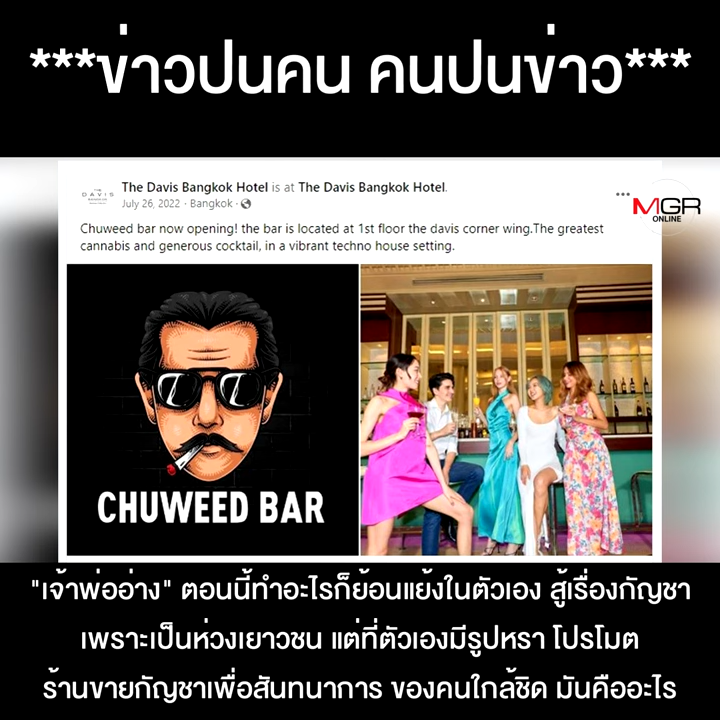 ***ข่าวปนคน คนปนข่าว***
THE
DAVIS
BANGKOK
The Davis Bangkok Hotel is at The Davis Bangkok Hotel.
July 26, 2022 · Bangkok ·
MGR
ONLINE
Chuweed bar now opening! the bar is located at 1st floor the davis corner wing.The greatest
cannabis and generous cocktail, in a vibrant techno house setting.
CHUWEED BAR
"เจ้าพ่ออ่าง" ตอนนี้ทำอะไรก็ย้อนแย้งในตัวเอง สู้เรื่องกัญชา
เพราะเป็นห่วงเยาวชน แต่ที่ตัวเองมีรูปหรา โปรโมต
ร้านขายกัญชาเพื่อสันทนาการ ของคนใกล้ชิด มันคืออะไร